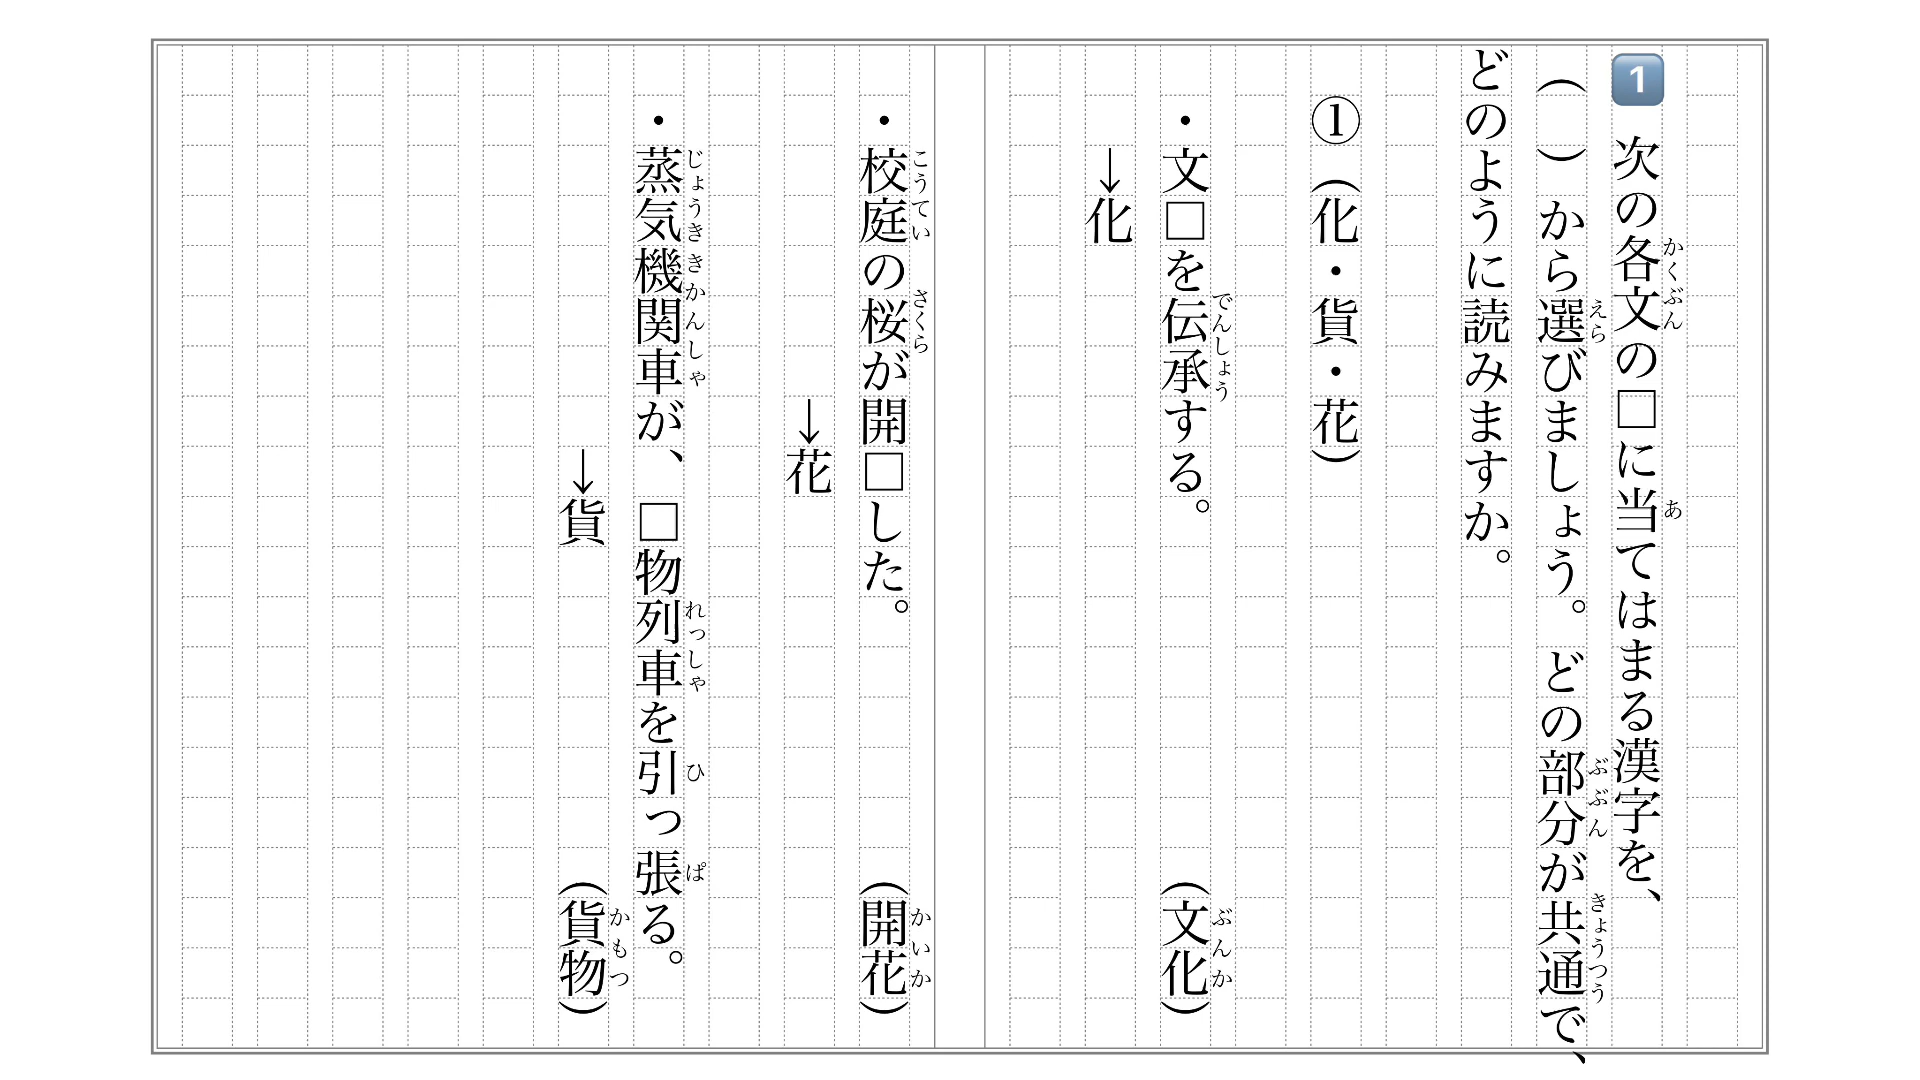 1 次の各文の□に当てはまる漢字を、
( )から選びましょう。どの部分が共通で、
どのように読みますか。
①(化・貨・花)
・文□を伝承する。 (文化)
→化
・校庭の桜が開□した。 (開花)
→花
・蒸気機関車が、□物列車を引っ張る。
→貨 (貨物)